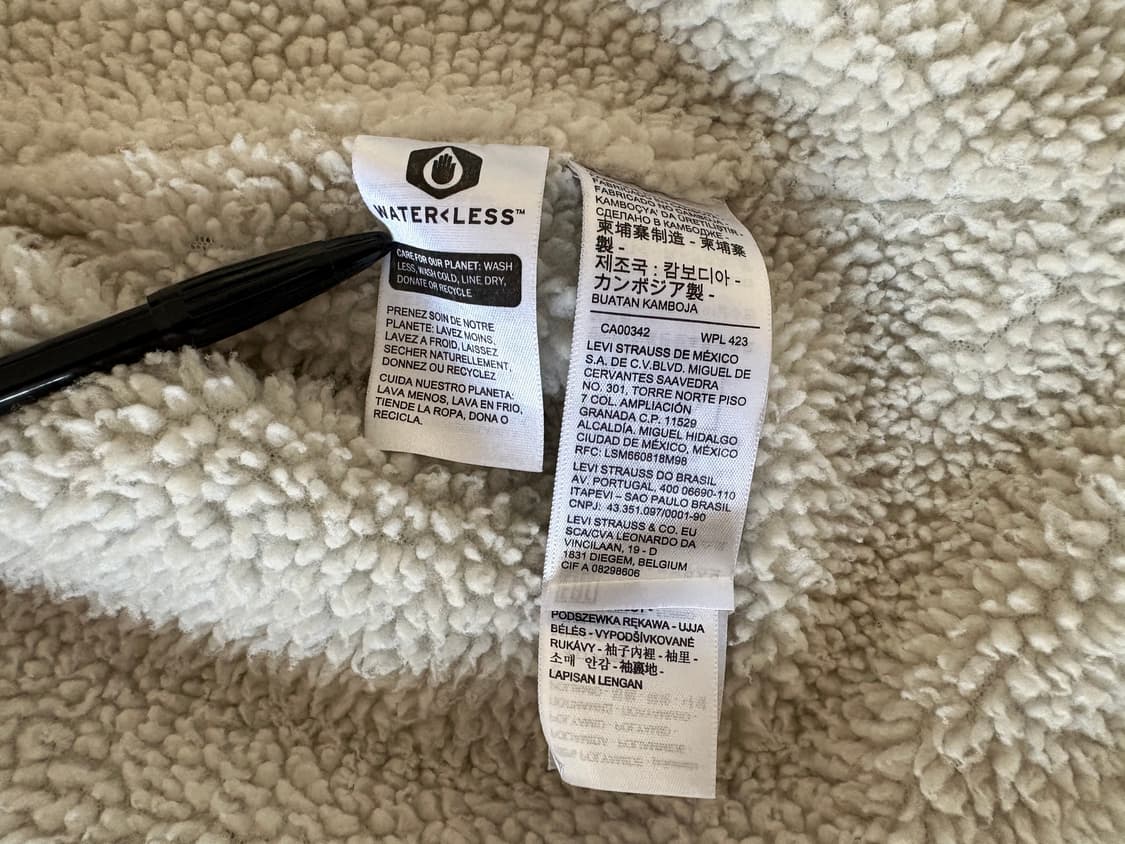 WATER<LESS™
CARE FOR OUR PLANET: WASH
LESS, WASH COLD, LINE DRY,
DONATE OR RECYCLE
PRENEZ SOIN DE NOTRE
PLANETE: LAVEZ MOINS,
LAVEZ A FROID, LAISSEZ
SECHER NATURELLEMENT,
DONNEZ OU RECYCLEZ
CUIDA NUESTRO PLANETA:
LAVA MENOS, LAVA EN FRIO,
TIENDE LA ROPA, DONA O
RECICLA.
FABRICADO NO CAMBOJA -
KAMBOÇYA' DA ÜRETILISTIR -
СДЕЛАНО В КАМБОДЖЕ -
柬埔寨制造 - 柬埔寨
製 -
제조국 : 캄보디아 -
カンボジア製 -
BUATAN KAMBOJA
CA00342 WPL 423
LEVI STRAUSS DE MÉXICO
S.A. DE C.V.BLVD. MIGUEL DE
CERVANTES SAAVEDRA
NO. 301, TORRE NORTE PISO
7 COL. AMPLIACIÓN
GRANADA C.P. 11529
ALCALDÍA. MIGUEL HIDALGO
CIUDAD DE MÉXICO, MÉXICO
RFC: LSM660818M98
LEVI STRAUSS DO BRASIL
AV. PORTUGAL, 400 06690-110
ITAPEVI – SAO PAULO BRASIL
CNPJ: 43.351.097/0001-90
LEVI STRAUSS & CO. EU
SCA/CVA LEONARDO DA
VINCILAAN, 19 - D
1831 DIEGEM, BELGIUM
CIF A 08298606
PODSZEWKA RĘKAWA - UJJA
BÉLÉS - VYPODŠÍVKOVANÉ
RUKÁVY - 袖子內裡 - 袖里 -
소매 안감 - 袖裏地 -
LAPISAN LENGAN